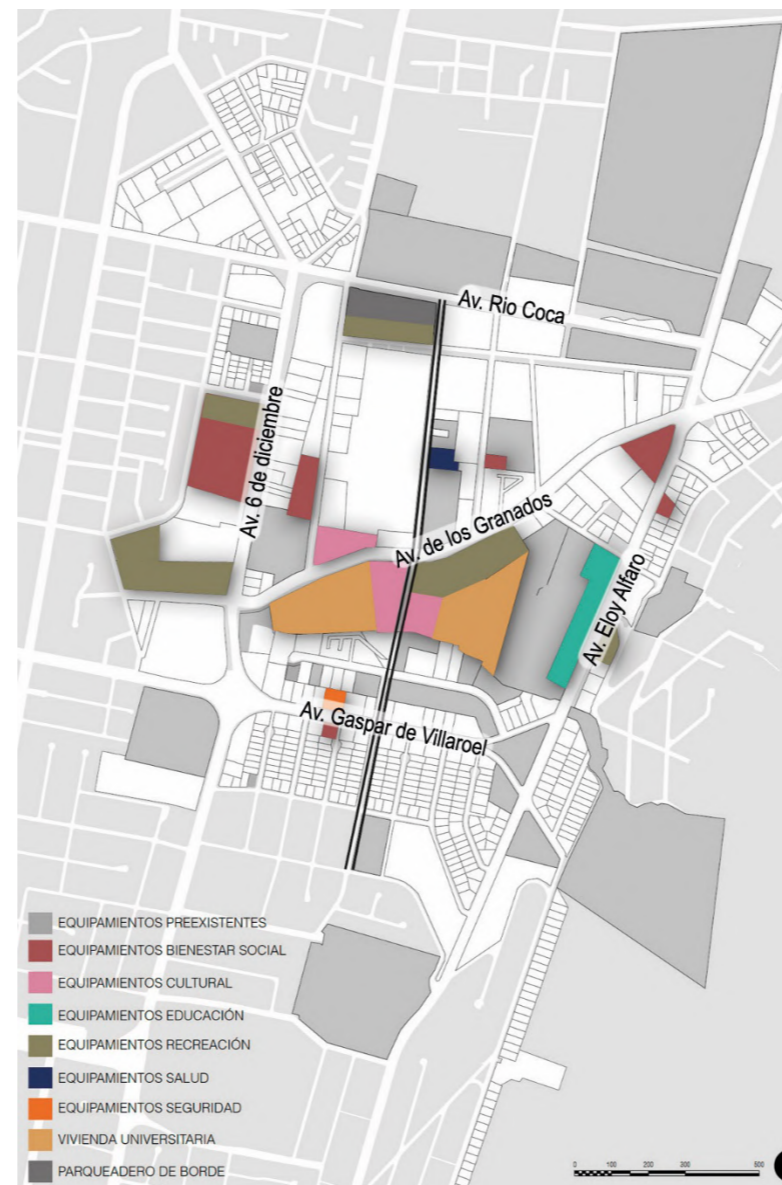 Av. Rio Coca
Av. 6 de diciembre
Av. de los Granados
Av. Eloy Alfaro
Av. Gaspar de Villaroel
EQUIPAMIENTOS PREEXISTENTES
EQUIPAMIENTOS BIENESTAR SOCIAL
EQUIPAMIENTOS CULTURAL
EQUIPAMIENTOS EDUCACIÓN
EQUIPAMIENTOS RECREACIÓN
EQUIPAMIENTOS SALUD
EQUIPAMIENTOS SEGURIDAD
VIVIENDA UNIVERSITARIA
PARQUEADERO DE BORDE
0 100 200 300 500